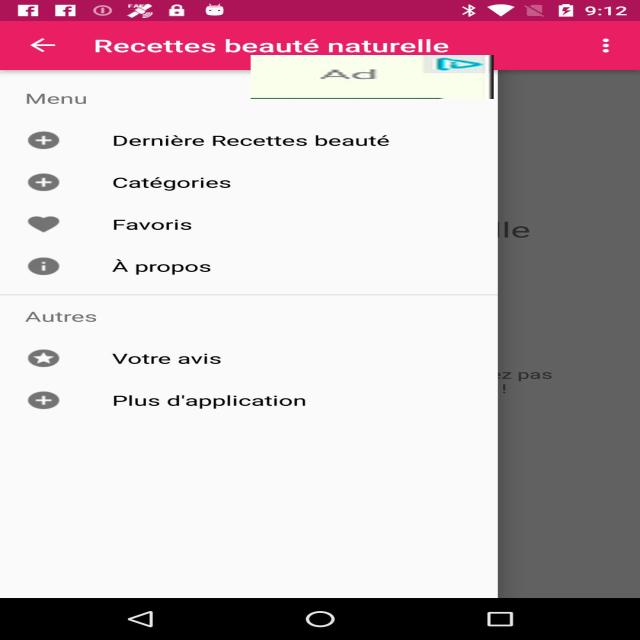 9:12
Recettes beauté naturelle
Ad
Menu
Dernière Recettes beauté
Catégories
lle
Favoris
À propos
Autres
Votre avis
ez pas
!
Plus d'application